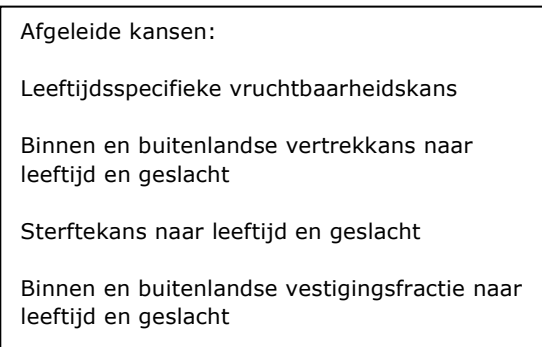 Afgeleide kansen:
Leeftijdsspecifieke vruchtbaarheidskans
Binnen en buitenlandse vertrekkans naar
leeftijd en geslacht
Sterftekans naar leeftijd en geslacht
Binnen en buitenlandse vestigingsfractie naar
leeftijd en geslacht